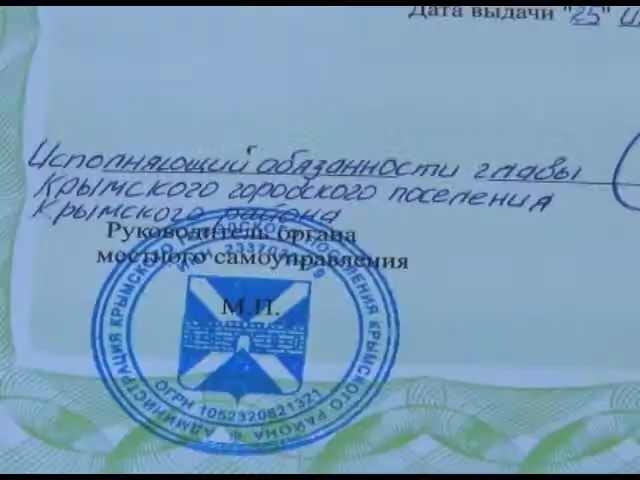 Дата выдачи "25"
Исполняющий обязанности главы
Крымского городского поселения
Крымского района
Руководитель органа
местного самоуправления
М.П.
АДМИНИСТРАЦИЯ КРЫМСКОГО ГОРОДСКОГО ПОСЕЛЕНИЯ КРЫМСКОГО РАЙОНА
ОГРН 1052320821321